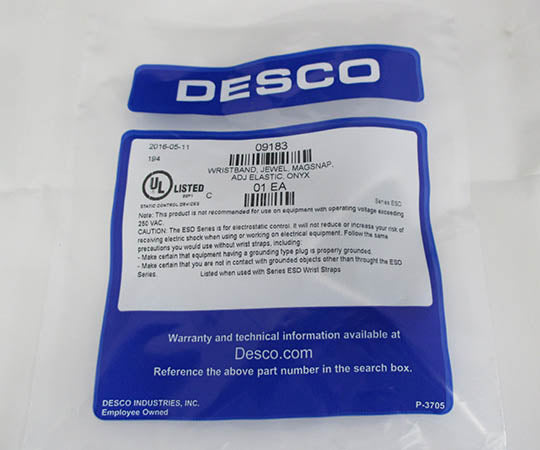 DESCO
2016-05-11 09183
194
WRISTBAND, JEWEL, MAGSNAP,
ADJ ELASTIC, ONYX
UL LISTED C 01 EA
STATIC CONTROL DEVICES Series ESD
Note: This product is not recommended for use on equipment with operating voltage exceeding
250 VAC.
CAUTION: The ESD Series is for electrostatic control. It will not reduce or increase your risk of
receiving electric shock when using or working on electrical equipment. Follow the same
precautions you would use without wrist straps, including:
- Make certain that equipment having a grounding type plug is properly grounded.
- Make certain that you are not in contact with grounded objects other than throught the ESD
Series. Listed when used with Series ESD Wrist Straps
Warranty and technical information available at
Desco.com
Reference the above part number in the search box.
DESCO INDUSTRIES, INC.
Employee Owned P-3705